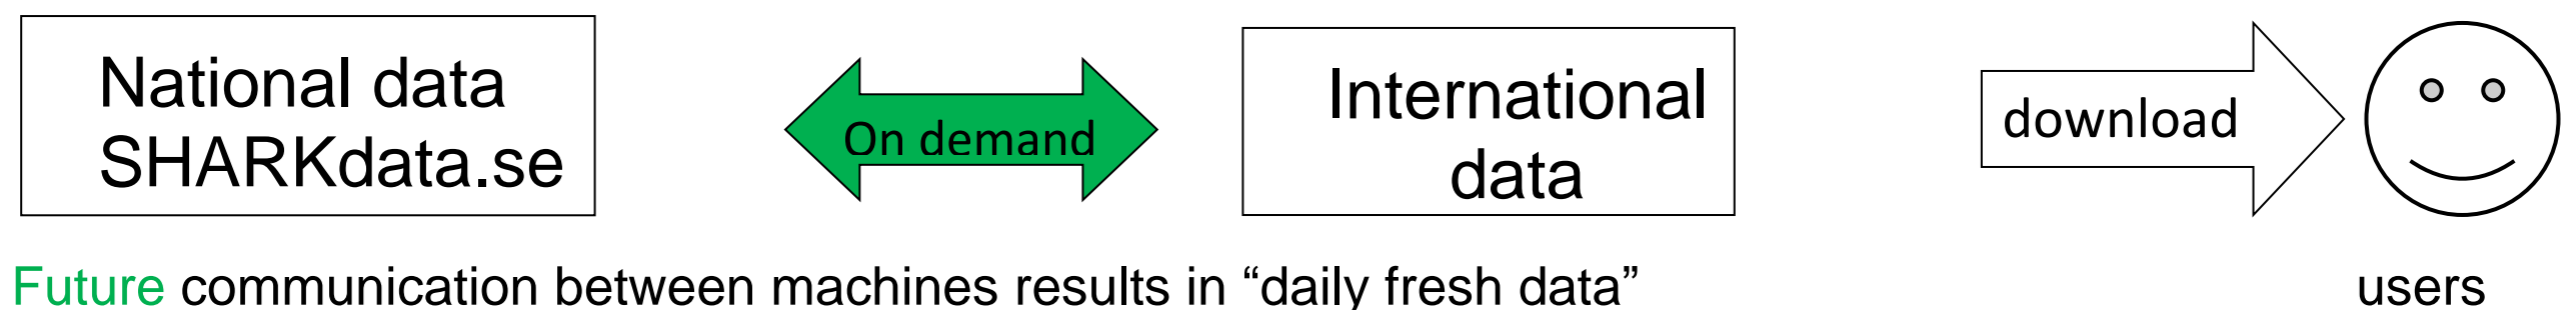 National data
SHARKdata.se
On demand
International
data
download
Future communication between machines results in “daily fresh data”
users